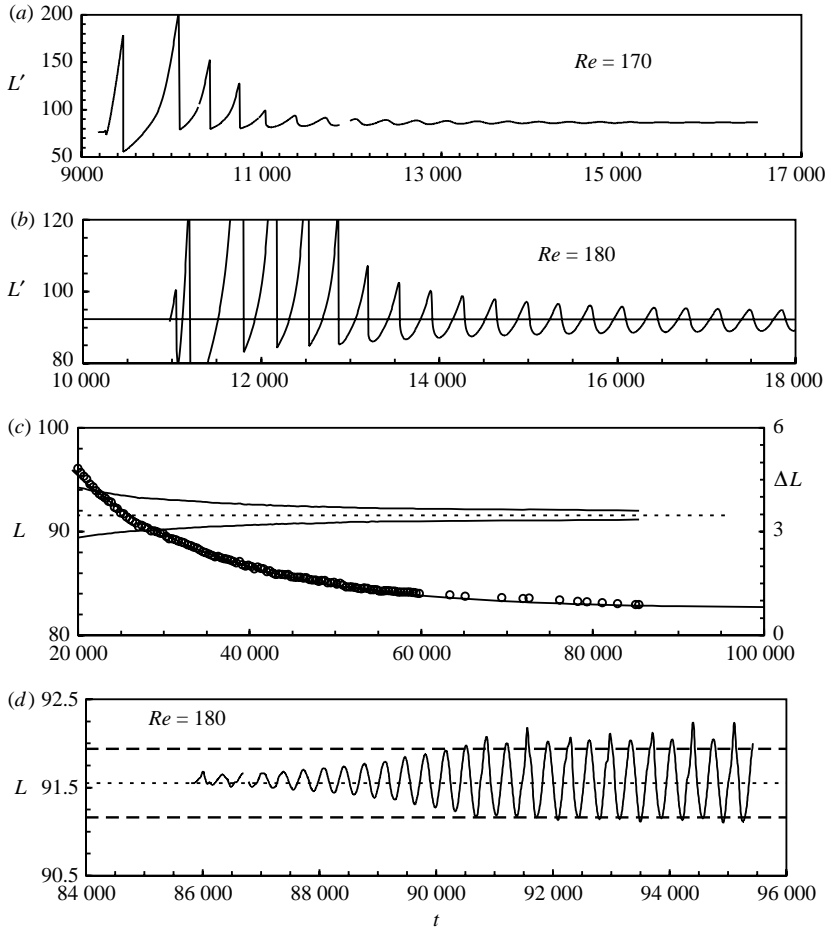 (a)
200
150
L′
100
50
Re = 170
9000
11 000
13 000
15 000
17 000
(b)
120
L′
100
80
Re = 180
10 000
12 000
14 000
16 000
18 000
(c)
100
6
L
90
3
ΔL
80
0
20 000
40 000
60 000
80 000
100 000
(d)
92.5
Re = 180
L
91.5
90.5
84 000
86 000
88 000
90 000
92 000
94 000
96 000
t